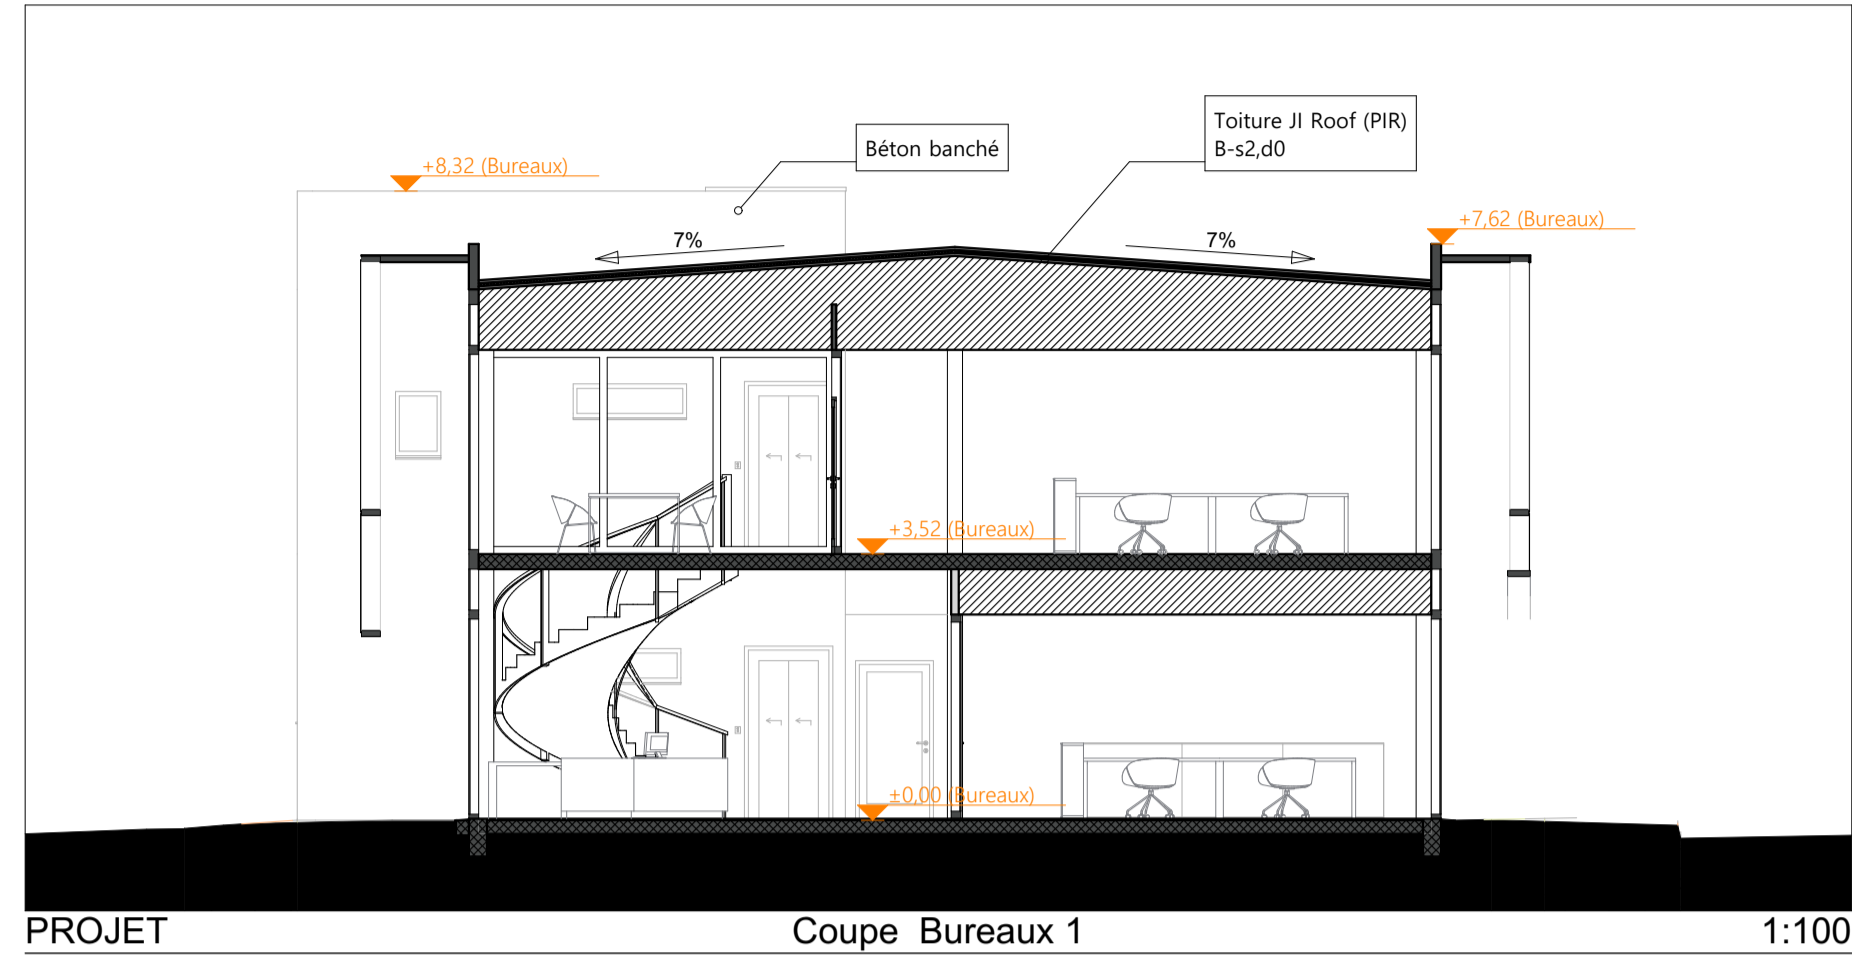 Toiture JI Roof (PIR)
B-s2,d0
Béton banché
+8,32 (Bureaux)
+7,62 (Bureaux)
7%
7%
+3,52 (Bureaux)
±0,00 (Bureaux)
PROJET
Coupe Bureaux 1
1:100